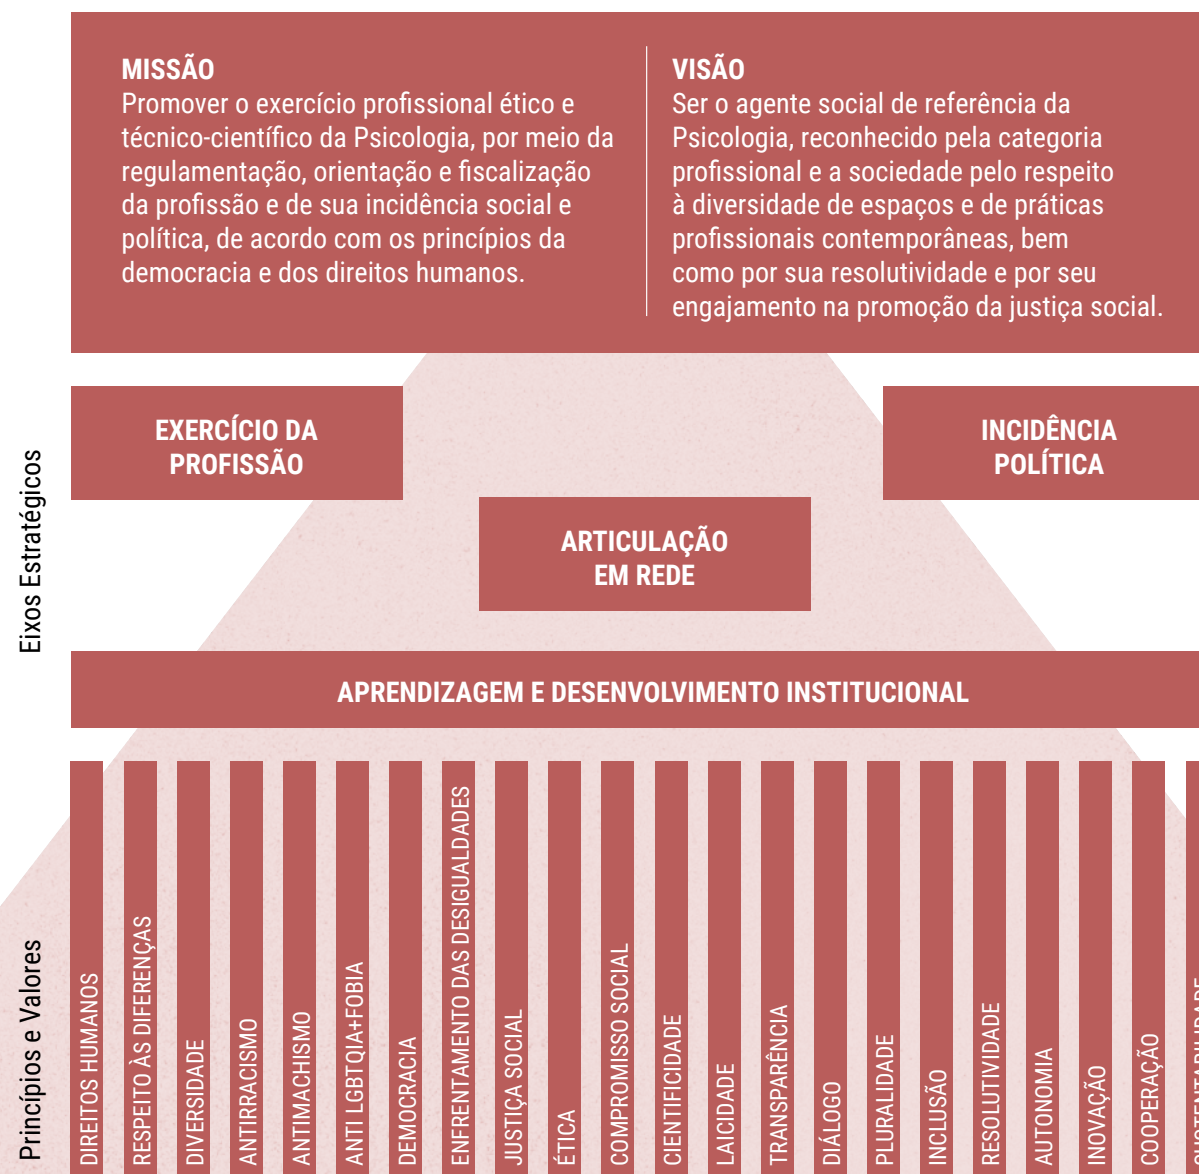 MISSÃO
Promover o exercício profissional ético e
técnico-científico da Psicologia, por meio da
regulamentação, orientação e fiscalização
da profissão e de sua incidência social e
política, de acordo com os princípios da
democracia e dos direitos humanos.
VISÃO
Ser o agente social de referência da
Psicologia, reconhecido pela categoria
profissional e a sociedade pelo respeito
à diversidade de espaços e de práticas
profissionais contemporâneas, bem
como por sua resolutividade e por seu
engajamento na promoção da justiça social.
Eixos Estratégicos
EXERCÍCIO DA
PROFISSÃO
INCIDÊNCIA
POLÍTICA
ARTICULAÇÃO
EM REDE
APRENDIZAGEM E DESENVOLVIMENTO INSTITUCIONAL
Princípios e Valores
DIREITOS HUMANOS
RESPEITO ÀS DIFERENÇAS
DIVERSIDADE
ANTIRRACISMO
ANTIMACHISMO
ANTI LGBTQIA+FOBIA
DEMOCRACIA
ENFRENTAMENTO DAS DESIGUALDADES
JUSTIÇA SOCIAL
ÉTICA
COMPROMISSO SOCIAL
CIENTIFICIDADE
LAICIDADE
TRANSPARÊNCIA
DIÁLOGO
PLURALIDADE
INCLUSÃO
RESOLUTIVIDADE
AUTONOMIA
INOVAÇÃO
COOPERAÇÃO